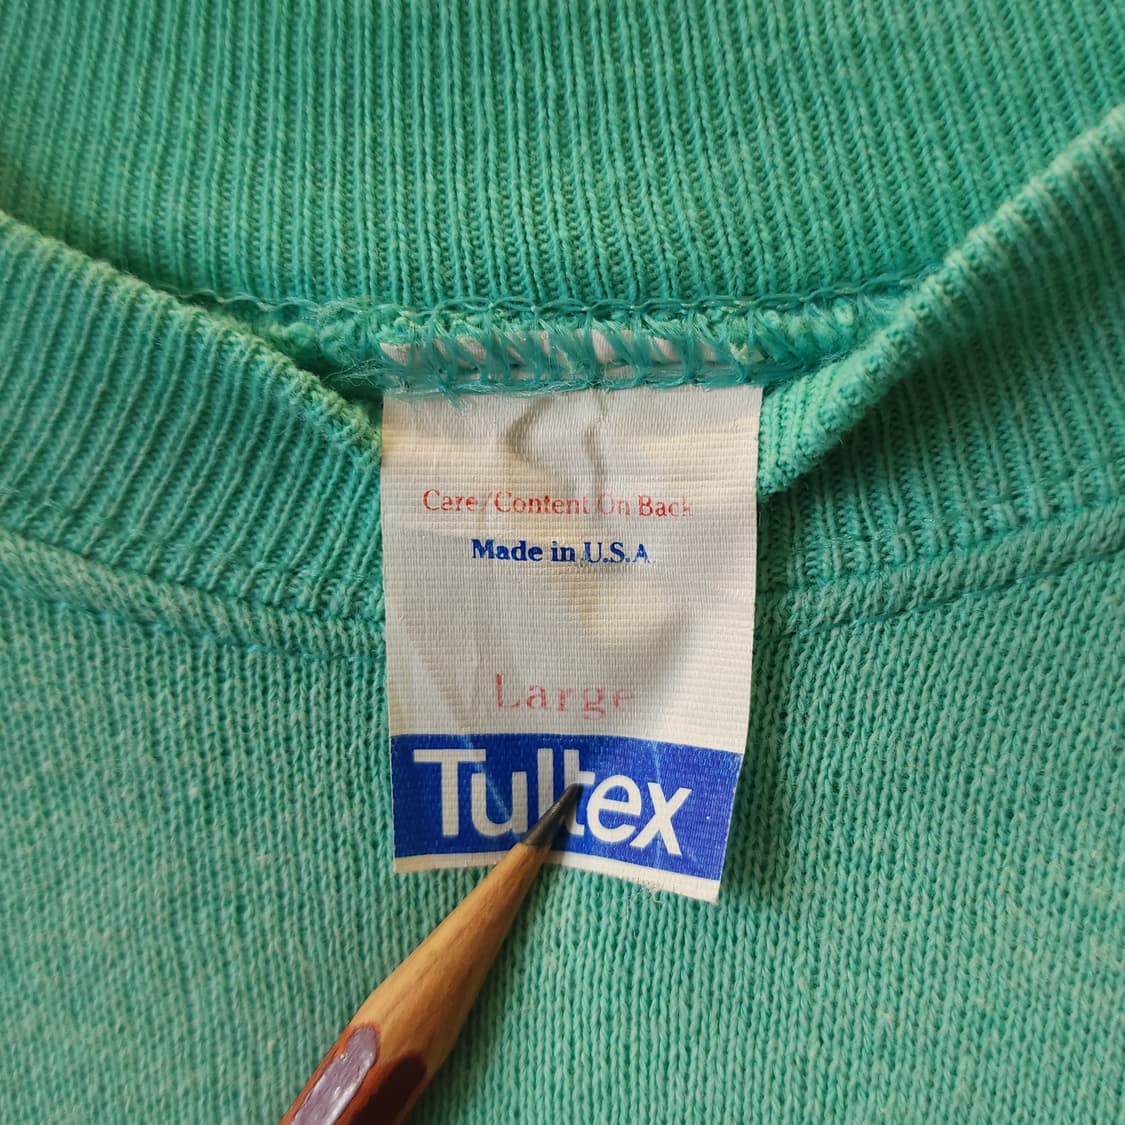 Care/Content On Back
Made in U.S.A.
Large
Tultex